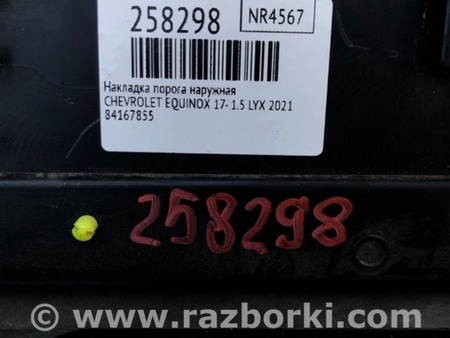 258298
NR4567
Накладка порога наружная
CHEVROLET EQUINOX 17- 1.5 LYX 2021
84167855
258298
© www.razborki.com